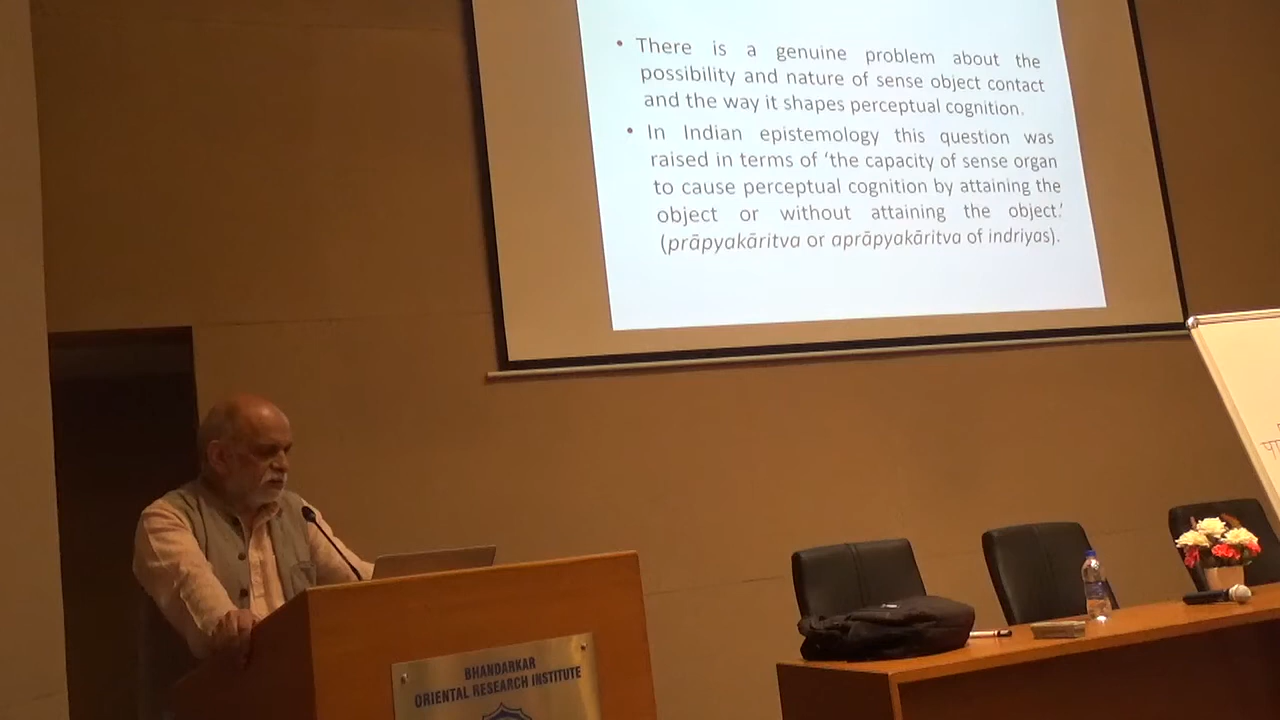 • There is a genuine problem about the
possibility and nature of sense object contact
and the way it shapes perceptual cognition.
• In Indian epistemology this question was
raised in terms of ‘the capacity of sense organ
to cause perceptual cognition by attaining the
object or without attaining the object.’
(prāpyakāritva or aprāpyakāritva of indriyas).
BHANDARKAR
ORIENTAL RESEARCH INSTITUTE